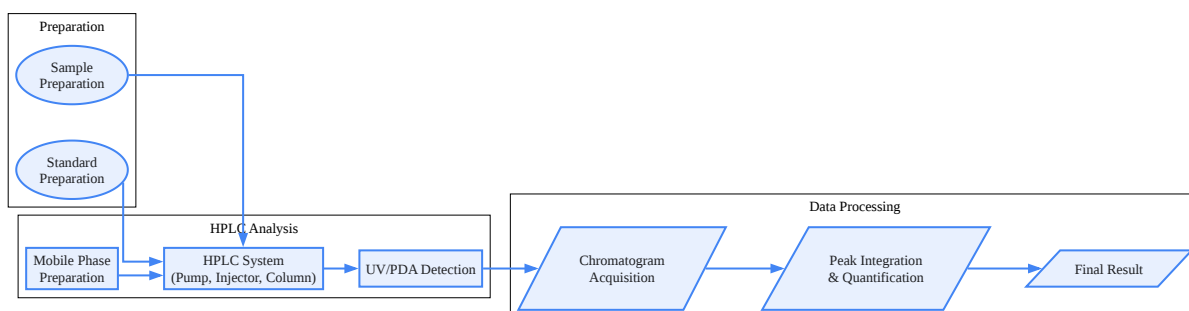 Preparation
Sample
Preparation
Standard
Preparation
HPLC Analysis
Mobile Phase
Preparation
HPLC System
(Pump, Injector, Column)
UV/PDA Detection
Data Processing
Chromatogram
Acquisition
Peak Integration
& Quantification
Final Result